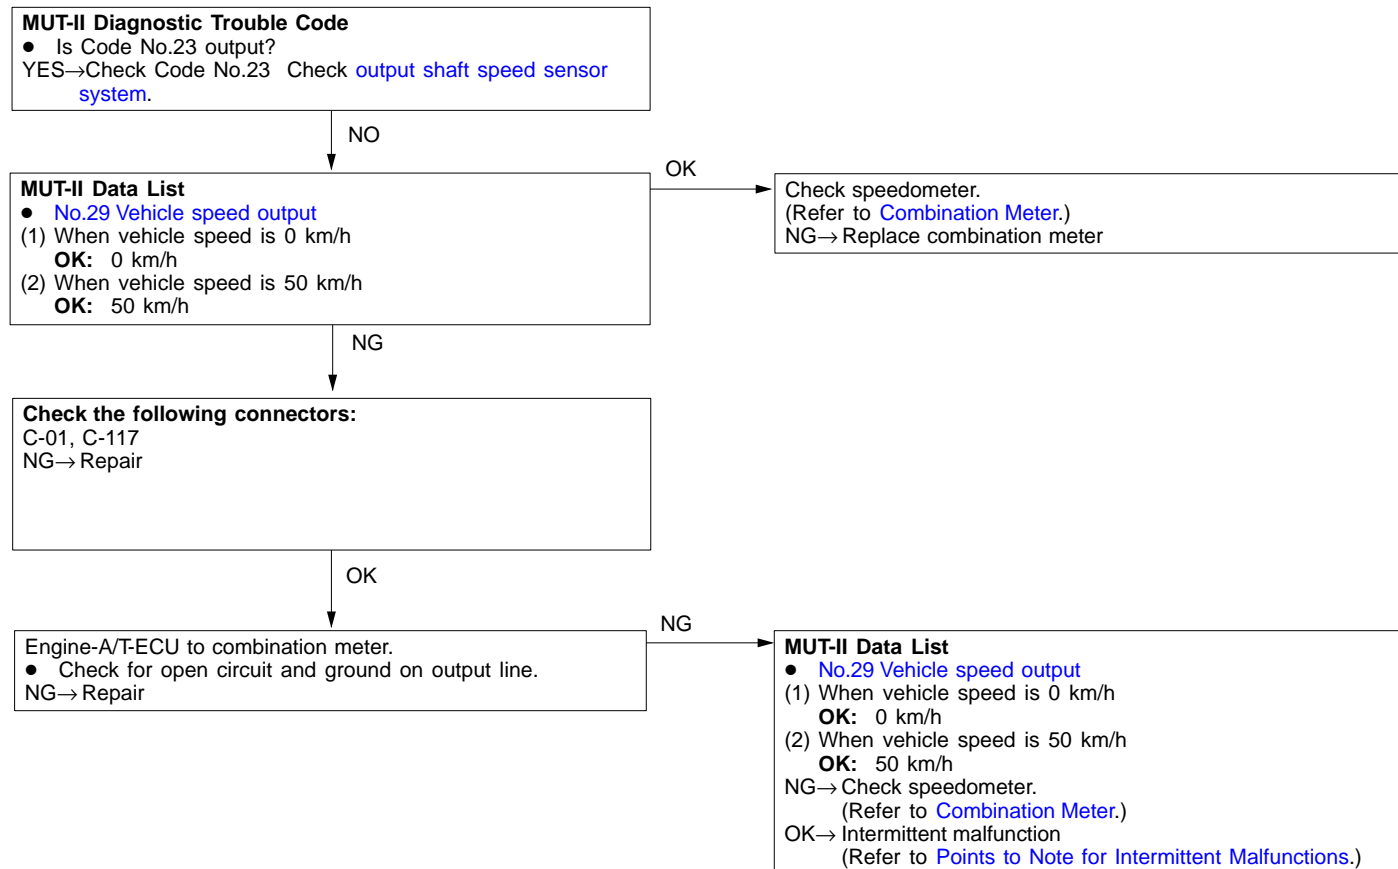 MUT-II Diagnostic Trouble Code
● Is Code No.23 output?
YES→Check Code No.23 Check output shaft speed sensor
system.
NO
MUT-II Data List
● No.29 Vehicle speed output
(1) When vehicle speed is 0 km/h
OK: 0 km/h
(2) When vehicle speed is 50 km/h
OK: 50 km/h
OK
Check speedometer.
(Refer to Combination Meter.)
NG→Replace combination meter
NG
Check the following connectors:
C-01, C-117
NG→Repair
OK
Engine-A/T-ECU to combination meter.
● Check for open circuit and ground on output line.
NG→Repair
NG
MUT-II Data List
● No.29 Vehicle speed output
(1) When vehicle speed is 0 km/h
OK: 0 km/h
(2) When vehicle speed is 50 km/h
OK: 50 km/h
NG→Check speedometer.
(Refer to Combination Meter.)
OK→Intermittent malfunction
(Refer to Points to Note for Intermittent Malfunctions.)